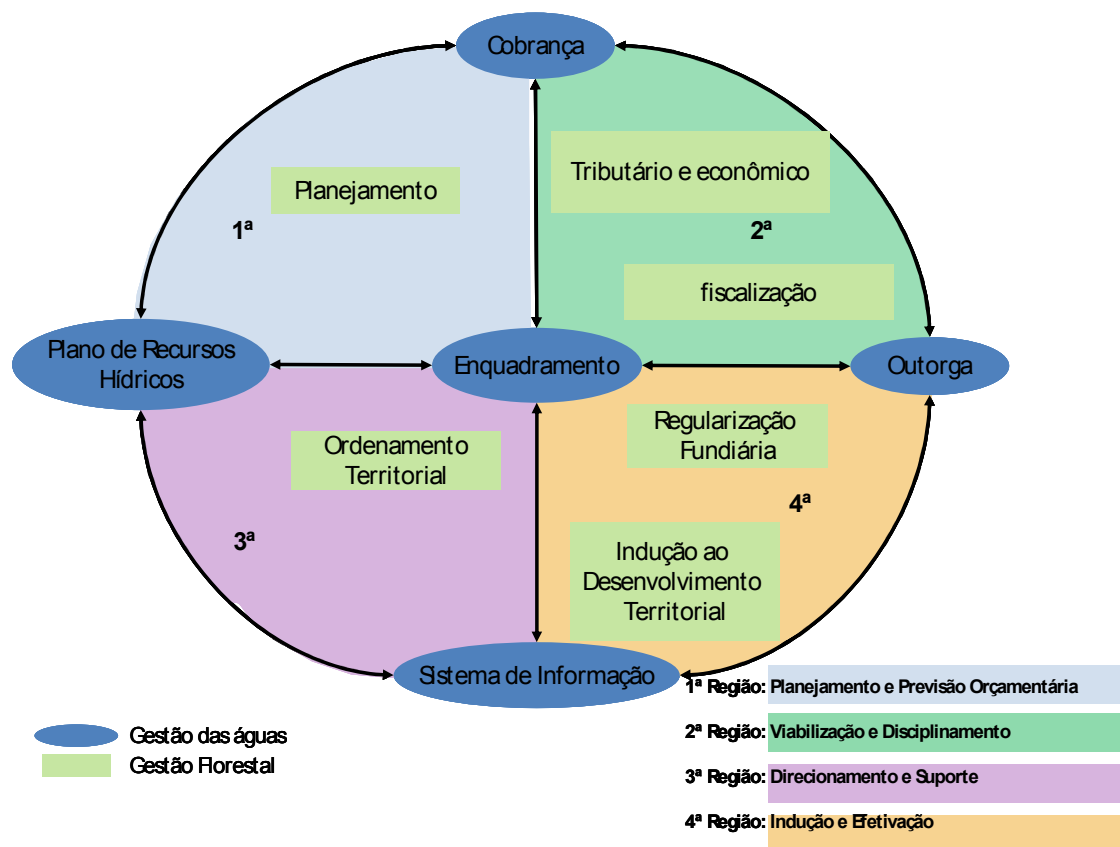 Cobrança
Tributário e econômico
Planejamento
1ª
2ª
fiscalização
Plano de Recursos
Hídricos
Enquadramento
Outorga
Regularização
Fundiária
Ordenamento
Territorial
4ª
3ª
Indução ao
Desenvolvimento
Territorial
Sistema de Informação
1ª Região: Planejamento e Previsão Orçamentária
2ª Região: Viabilização e Disciplinamento
3ª Região: Direcionamento e Suporte
4ª Região: Indução e Efetivação
Gestão das águas
Gestão Florestal